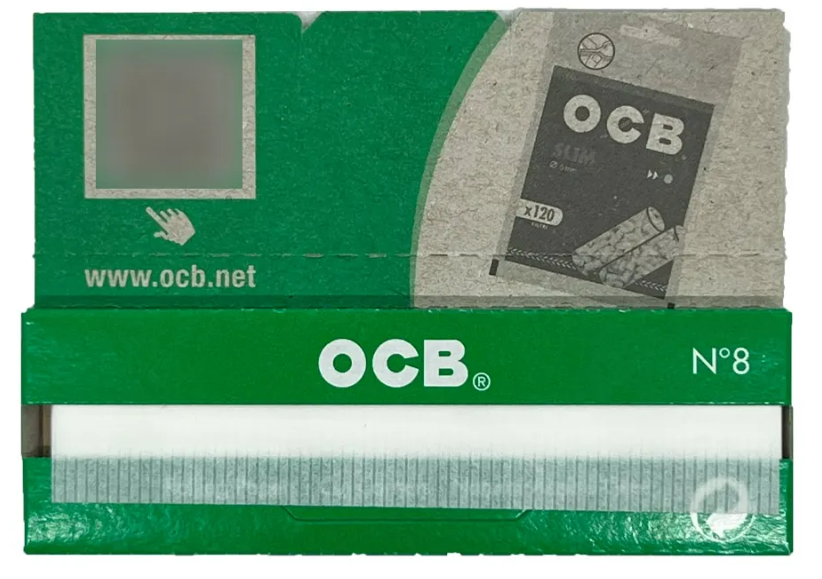 OCB
SLIM
x120
www.ocb.net
OCB®
N°8